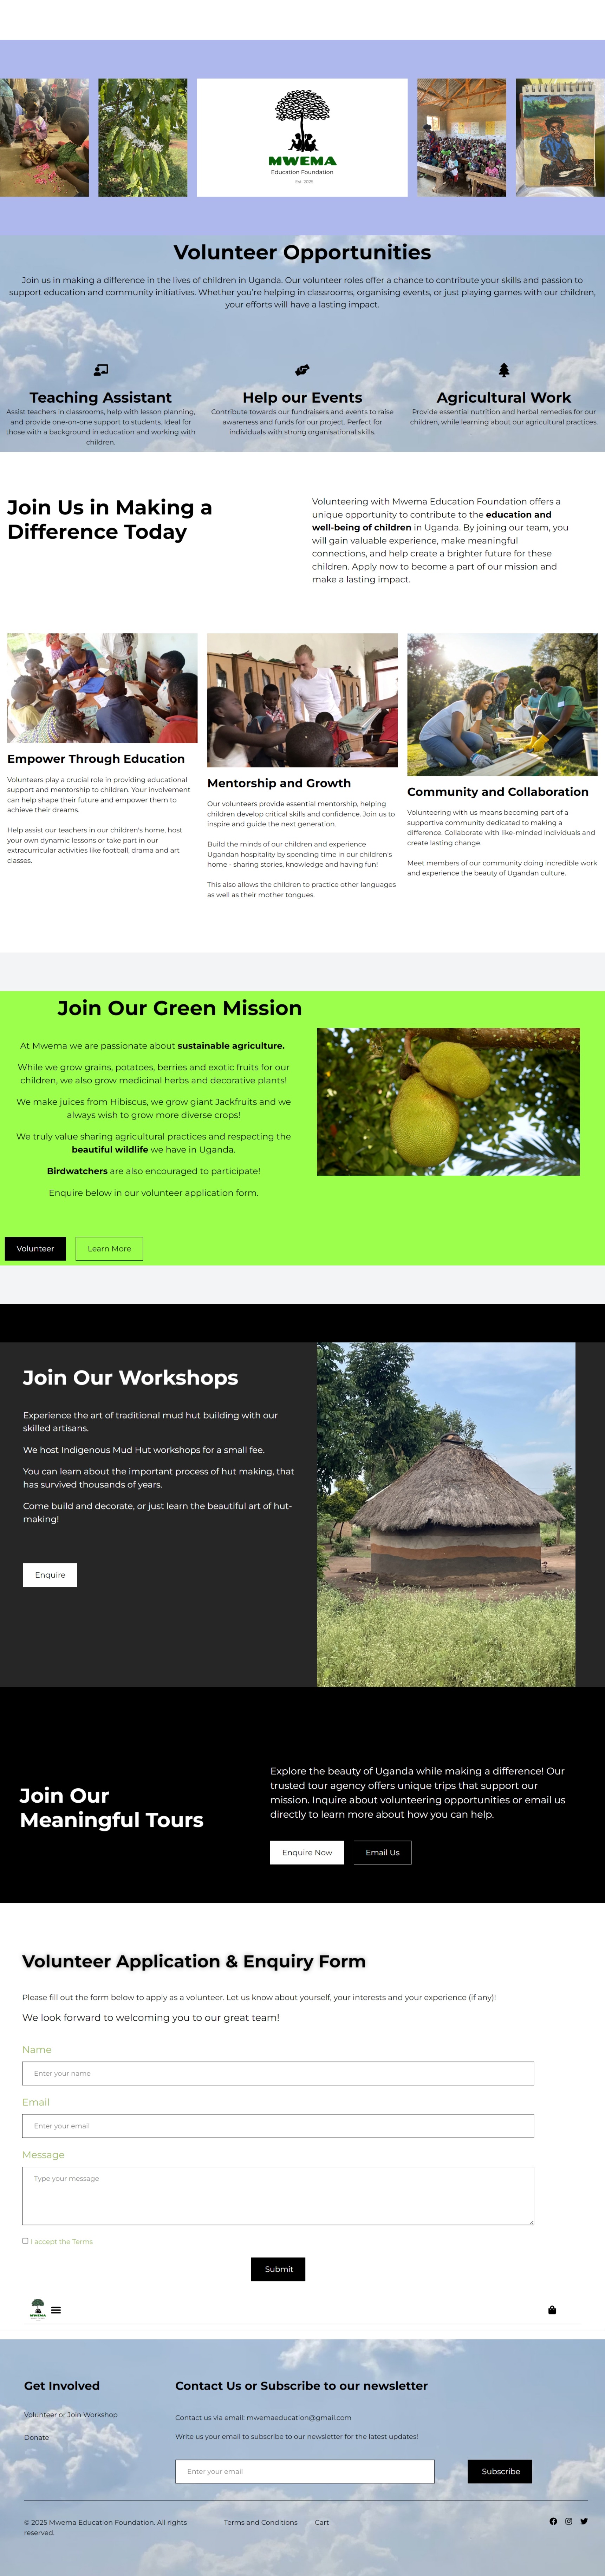 MWEMA
Education Foundation
Est. 2025
Volunteer Opportunities
Join us in making a difference in the lives of children in Uganda. Our volunteer roles offer a chance to contribute your skills and passion to
support education and community initiatives. Whether you're helping in classrooms, organising events, or just playing games with our children,
your efforts will have a lasting impact.
Teaching Assistant
Assist teachers in classrooms, help with lesson planning,
and provide one-on-one support to students. Ideal for
those with a background in education and working with
children.
Help our Events
Contribute towards our fundraisers and events to raise
awareness and funds for our project. Perfect for
individuals with strong organisational skills.
Agricultural Work
Provide essential nutrition and herbal remedies for our
children, while learning about our agricultural practices.
Join Us in Making a
Difference Today
Volunteering with Mwema Education Foundation offers a
unique opportunity to contribute to the education and
well-being of children in Uganda. By joining our team, you
will gain valuable experience, make meaningful
connections, and help create a brighter future for these
children. Apply now to become a part of our mission and
make a lasting impact.
Empower Through Education
Volunteers play a crucial role in providing educational
support and mentorship to children. Your involvement
can help shape their future and empower them to
achieve their dreams.
Help assist our teachers in our children's home, host
your own dynamic lessons or take part in our
extracurricular activities like football, drama and art
classes.
Mentorship and Growth
Our volunteers provide essential mentorship, helping
children develop critical skills and confidence. Join us to
inspire and guide the next generation.
Build the minds of our children and experience
Ugandan hospitality by spending time in our children's
home - sharing stories, knowledge and having fun!
This also allows the children to practice other languages
as well as their mother tongues.
Community and Collaboration
Volunteering with us means becoming part of a
supportive community dedicated to making a
difference. Collaborate with like-minded individuals and
create lasting change.
Meet members of our community doing incredible work
and experience the beauty of Ugandan culture.
Join Our Green Mission
At Mwema we are passionate about sustainable agriculture.
While we grow grains, potatoes, berries and exotic fruits for our
children, we also grow medicinal herbs and decorative plants!
We make juices from Hibiscus, we grow giant Jackfruits and we
always wish to grow more diverse crops!
We truly value sharing agricultural practices and respecting the
beautiful wildlife we have in Uganda.
Birdwatchers are also encouraged to participate!
Enquire below in our volunteer application form.
Volunteer
Learn More
Join Our Workshops
Experience the art of traditional mud hut building with our
skilled artisans.
We host Indigenous Mud Hut workshops for a small fee.
You can learn about the important process of hut making, that
has survived thousands of years.
Come build and decorate, or just learn the beautiful art of hut-
making!
Enquire
Join Our
Meaningful Tours
Explore the beauty of Uganda while making a difference! Our
trusted tour agency offers unique trips that support our
mission. Inquire about volunteering opportunities or email us
directly to learn more about how you can help.
Enquire Now
Email Us
Volunteer Application & Enquiry Form
Please fill out the form below to apply as a volunteer. Let us know about yourself, your interests and your experience (if any)!
We look forward to welcoming you to our great team!
Name
Enter your name
Email
Enter your email
Message
Type your message
I accept the Terms
Submit
MWEMA
Get Involved
Volunteer or Join Workshop
Donate
Contact Us or Subscribe to our newsletter
Contact us via email: mwemaeducation@gmail.com
Write us your email to subscribe to our newsletter for the latest updates!
Enter your email
Subscribe
© 2025 Mwema Education Foundation. All rights
reserved.
Terms and Conditions
Cart